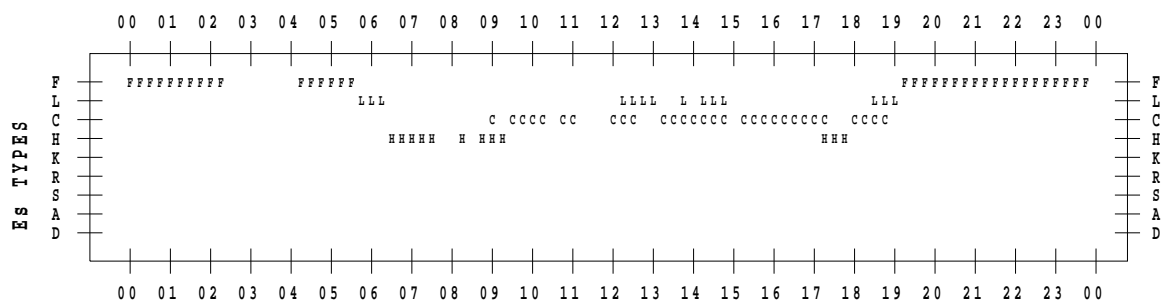 00 01 02 03 04 05 06 07 08 09 10 11 12 13 14 15 16 17 18 19 20 21 22 23 00
F FFFFFFFFFF FFFFFF FFFFFFFFFFFFFFFFFFF F
L LLL LLLL L LLL LLL L
C C CCCC CC CCC CCCCCCC CCCCCCCCC CCCC C
H HHHHH H HHH HHH H
K K
R R
S S
A A
D D
Es TYPES
00 01 02 03 04 05 06 07 08 09 10 11 12 13 14 15 16 17 18 19 20 21 22 23 00